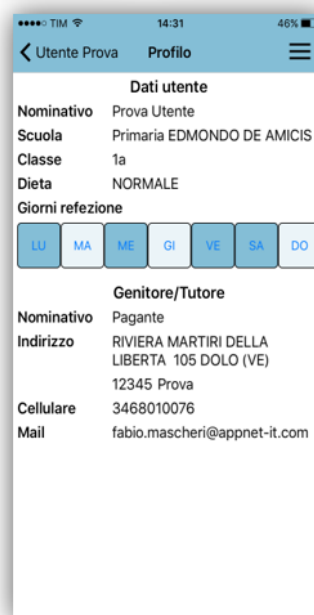 TIM 14:31 46%
Utente Prova Profilo
Dati utente
Nominativo Prova Utente
Scuola Primaria EDMONDO DE AMICIS
Classe 1a
Dieta NORMALE
Giorni refezione
LU MA ME GI VE SA DO
Genitore/Tutore
Nominativo Pagante
Indirizzo RIVIERA MARTIRI DELLA
LIBERTA 105 DOLO (VE)
12345 Prova
Cellulare 3468010076
Mail fabio.mascheri@appnet-it.com